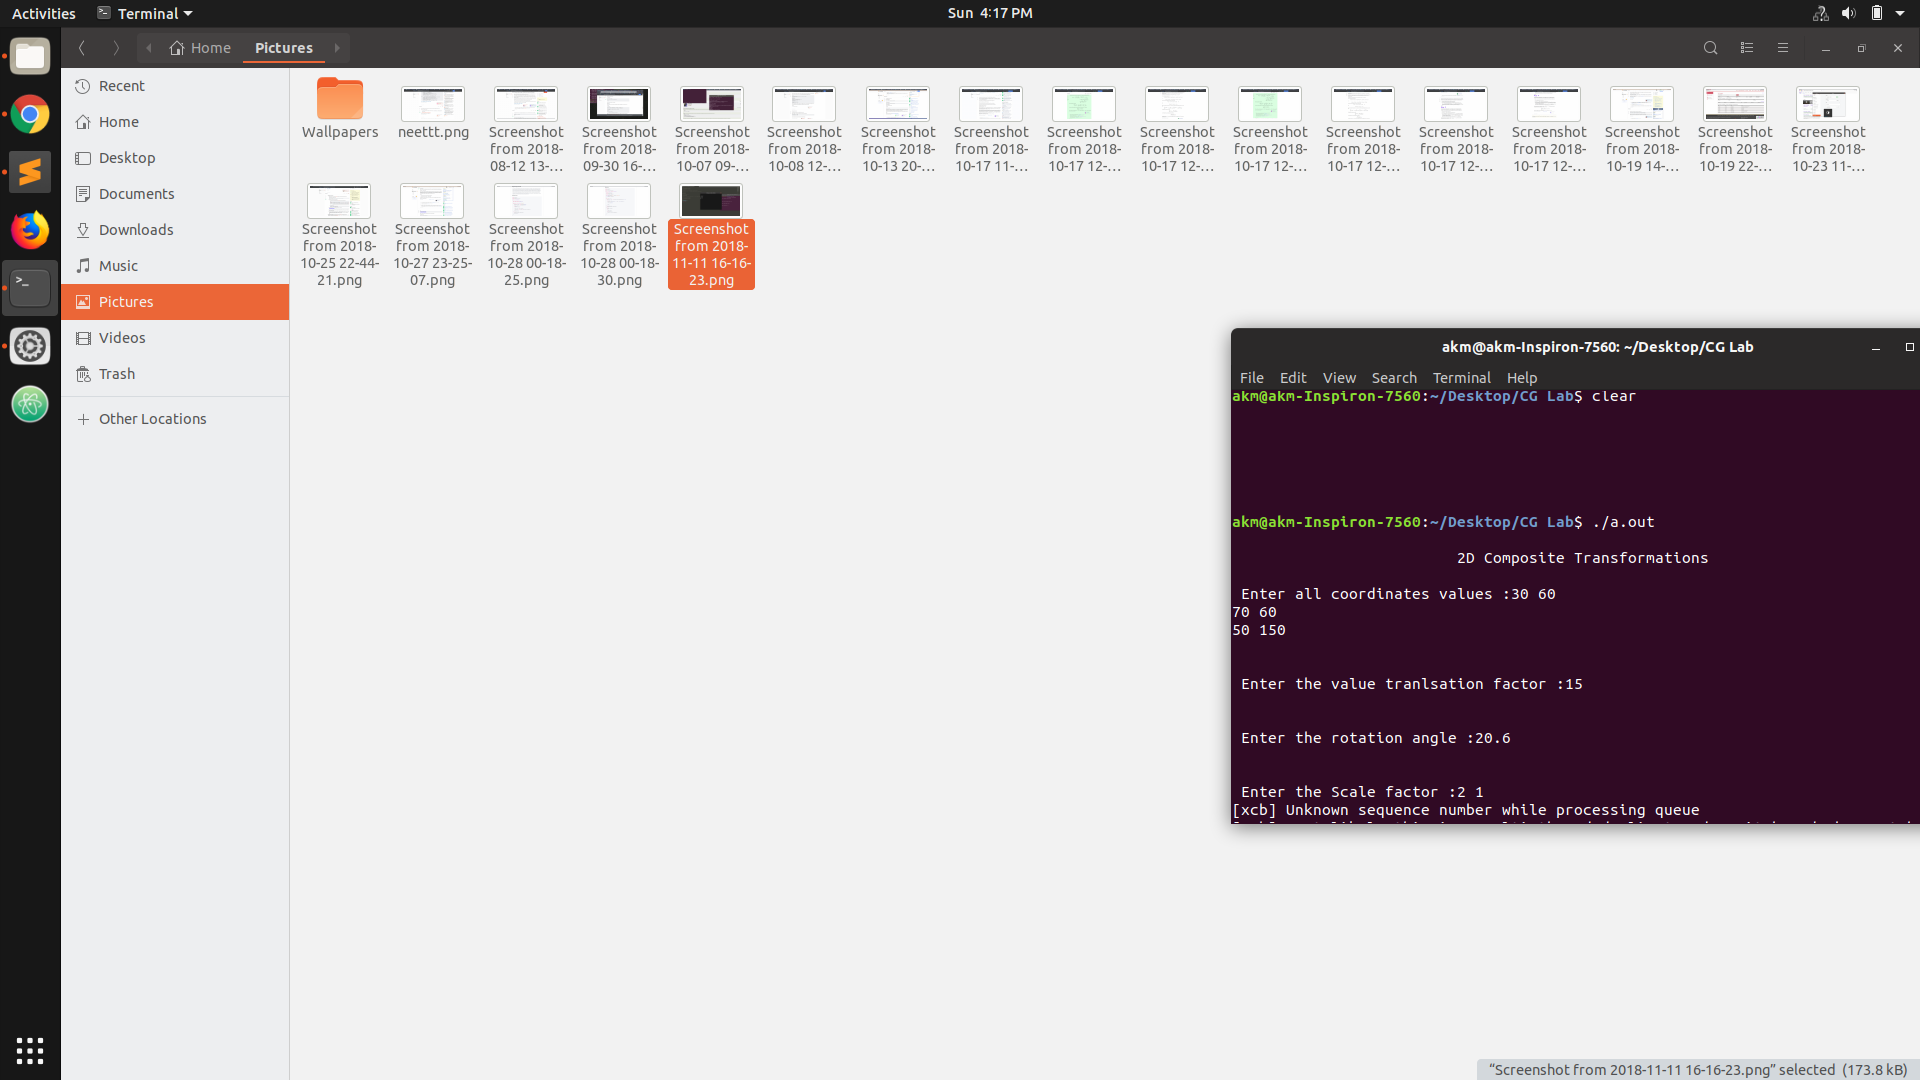 Activities
Terminal
Sun 4:17 PM
Home
Pictures
Recent
Home
Desktop
Documents
Downloads
Music
Pictures
Videos
Trash
Other Locations
Wallpapers
neettt.png
Screenshot
from 2018-
08-12 13-...
Screenshot
from 2018-
09-30 16-...
Screenshot
from 2018-
10-07 09-...
Screenshot
from 2018-
10-08 12-...
Screenshot
from 2018-
10-13 20-...
Screenshot
from 2018-
10-17 11-...
Screenshot
from 2018-
10-17 12-...
Screenshot
from 2018-
10-17 12-...
Screenshot
from 2018-
10-17 12-...
Screenshot
from 2018-
10-17 12-...
Screenshot
from 2018-
10-17 12-...
Screenshot
from 2018-
10-17 12-...
Screenshot
from 2018-
10-19 14-...
Screenshot
from 2018-
10-19 22-...
Screenshot
from 2018-
10-23 11-...
Screenshot
from 2018-
10-25 22-44-
21.png
Screenshot
from 2018-
10-27 23-25-
07.png
Screenshot
from 2018-
10-28 00-18-
25.png
Screenshot
from 2018-
10-28 00-18-
30.png
Screenshot
from 2018-
11-11 16-16-
23.png
akm@akm-Inspiron-7560: ~/Desktop/CG Lab
File Edit View Search Terminal Help
akm@akm-Inspiron-7560:~/Desktop/CG Lab$ clear
akm@akm-Inspiron-7560:~/Desktop/CG Lab$ ./a.out
2D Composite Transformations
Enter all coordinates values :30 60
70 60
50 150
Enter the value tranlsation factor :15
Enter the rotation angle :20.6
Enter the Scale factor :2 1
[xcb] Unknown sequence number while processing queue
"Screenshot from 2018-11-11 16-16-23.png" selected (173.8 kB)